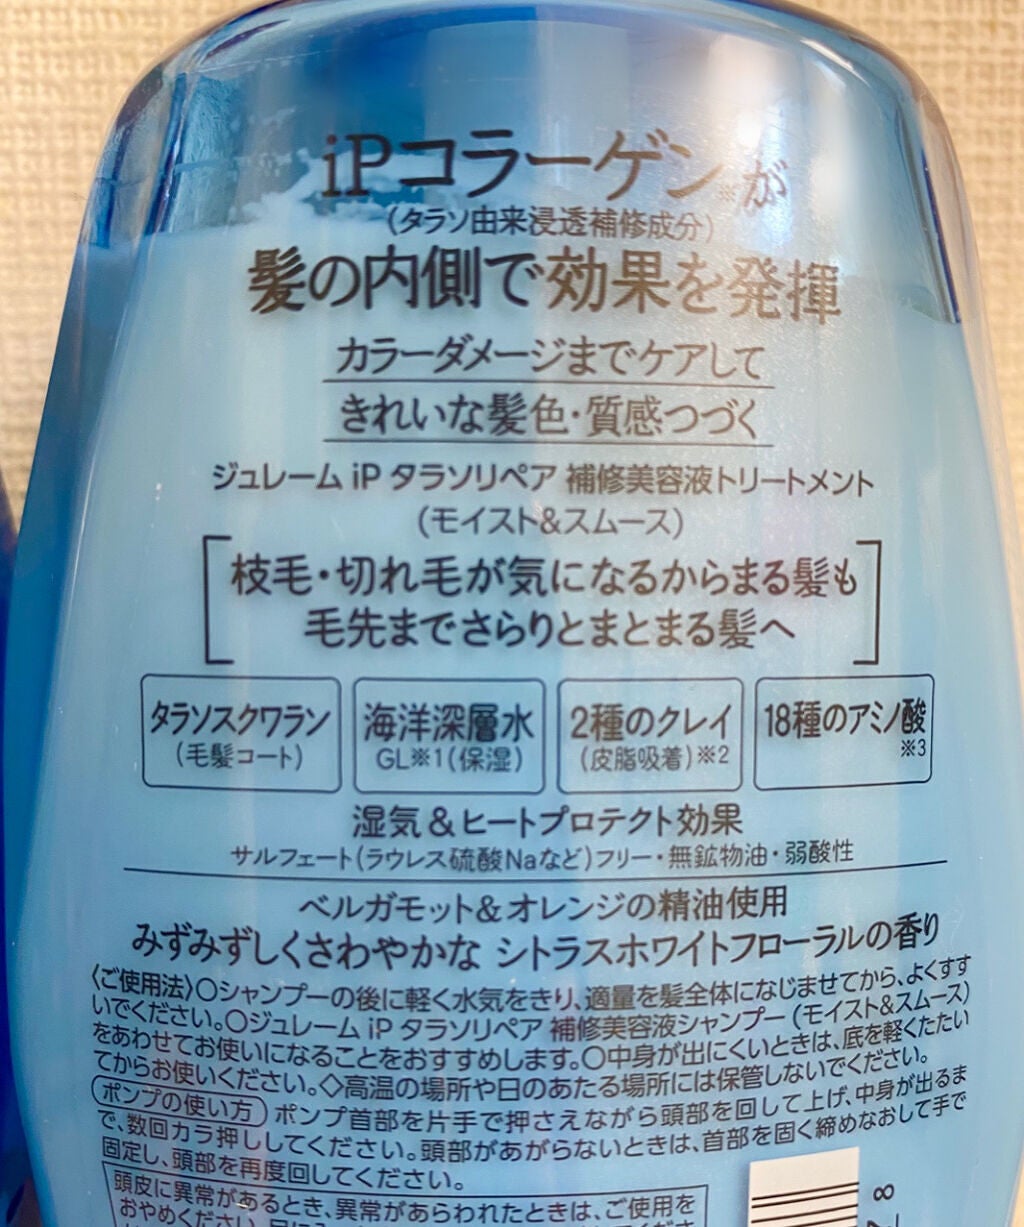 iPコラーゲン※が
(タラソ由来浸透補修成分)
髪の内側で効果を発揮
カラーダメージまでケアして
きれいな髪色・質感つづく
ジュレーム iP タラソリペア 補修美容液トリートメント
(モイスト&スムース)
枝毛・切れ毛が気になるからまる髪も
毛先までさらりとまとまる髪へ
タラソスクワラン
(毛髪コート)
海洋深層水
GL※1(保湿)
2種のクレイ
(皮脂吸着)※2
18種のアミノ酸
※3
湿気&ヒートプロテクト効果
サルフェート(ラウレス硫酸Naなど)フリー・無鉱物油・弱酸性
ベルガモット&オレンジの精油使用
みずみずしくさわやかな シトラスホワイトフローラルの香り
〈ご使用法〉○シャンプーの後に軽く水気をきり、適量を髪全体になじませてから、よくすす
いでください。○ジュレーム iP タラソリペア 補修美容液シャンプー(モイスト&スムース)
をあわせてお使いになることをおすすめします。○中身が出にくいときは、底を軽くたたい
てからお使いください。◇高温の場所や日のあたる場所には保管しないでください。
ポンプの使い方 ポンプ首部を片手で押さえながら頭部を回して上げ、中身が出るま
で、数回カラ押ししてください。頭部があがらないときは、首部を固く締めなおして手で
固定し、頭部を再度回してください。
頭皮に異常があるとき、異常があらわれたときは、ご使用を
おやめください。
8